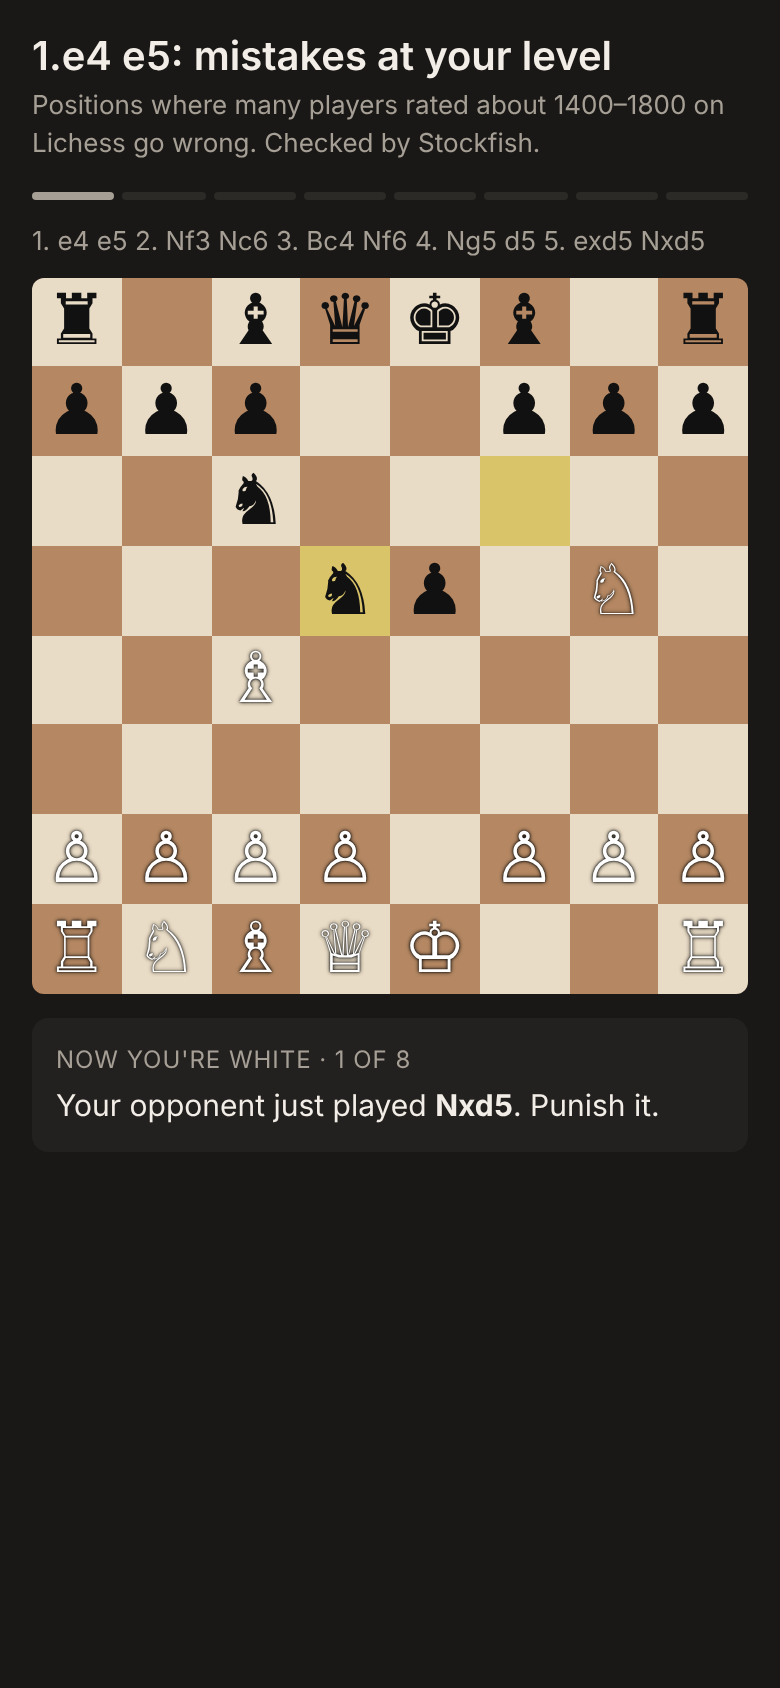 1.e4 e5: mistakes at your level
Positions where many players rated about 1400–1800 on
Lichess go wrong. Checked by Stockfish.
1. e4 e5 2. Nf3 Nc6 3. Bc4 Nf6 4. Ng5 d5 5. exd5 Nxd5
NOW YOU'RE WHITE · 1 OF 8
Your opponent just played Nxd5. Punish it.